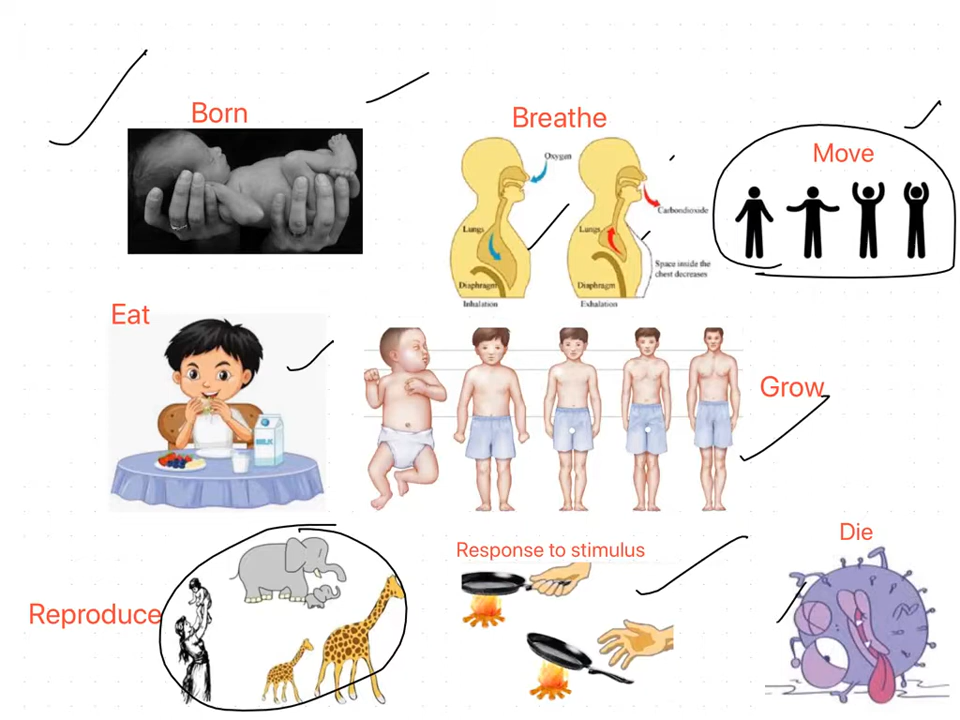 Born
Breathe
Move
Oxygen
Carbondioxide
Lungs
Lungs
Space inside the
chest decreases
Diaphragm
Diaphragm
Inhalation
Exhalation
Eat
MILK
Grow
Response to stimulus
Die
Reproduce